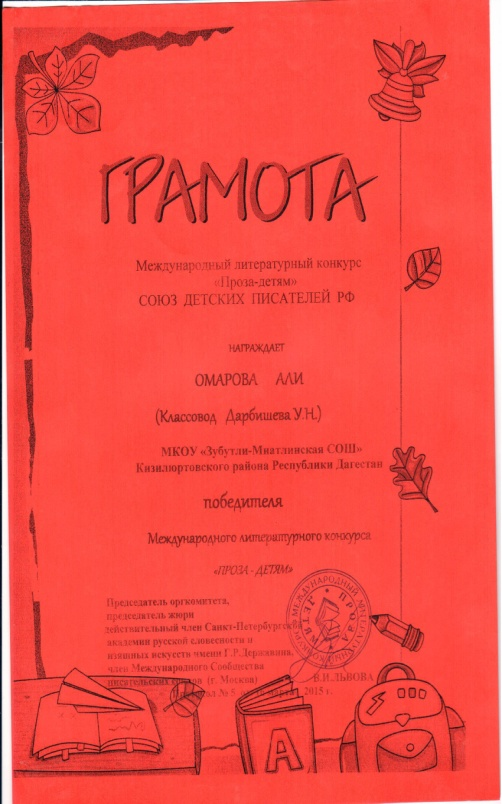 ГРАМОТА
Международный литературный конкурс
«Проза-детям»
СОЮЗ ДЕТСКИХ ПИСАТЕЛЕЙ РФ
НАГРАЖДАЕТ
ОМАРОВА АЛИ
(Классовод Дарбишева У.Н.)
МКОУ «Зубутли-Миатлинская СОШ»
Кизилюртовского района Республики Дагестан
победителя
Международного литературного конкурса
«ПРОЗА - ДЕТЯМ»
Председатель оргкомитета,
председатель жюри
действительный член Санкт-Петербургской
академии русской словесности и
изящных искусств имени Г.Р.Державина,
член Международного Сообщества
писательских союзов (г. Москва)
В.И.ЛЬВОВА
№ 5 2015 г.
А